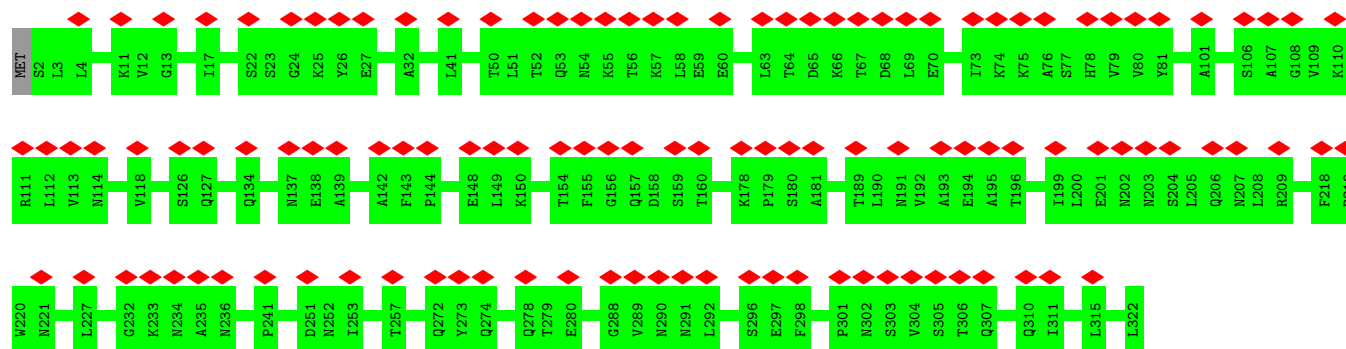 MET S2 L3 L4 K11 V12 G13 I17 S22 S23 G24 K25 Y26 E27 A32 L41 T50 L51 T52 Q53 N54 K55 T56 K57 L58 E59 E60 L63 T64 D65 K66 T67 D68 L69 E70 I73 K74 K75 A76 S77 H78 V79 V80 Y81 A101 S106 A107 G108 V109 K110
R111 L112 V113 N114 V118 S126 Q127 Q134 N137 E138 A139 A142 F143 P144 E148 L149 K150 T154 F155 G156 Q157 D158 S159 T160 K178 P179 S180 A181 T189 L190 N191 V192 A193 E194 A195 T196 I199 L200 E201 N202 N203 S204 L205 Q206 N207 L208 R209 F218
W220 N221 L227 G232 K233 N234 A235 N236 P241 D251 N252 I253 T257 Q272 Y273 Q274 Q278 T279 E280 G288 V289 N290 N291 L292 S296 E297 F298 P301 N302 S303 V304 S305 T306 Q307 Q310 I311 L315 L322